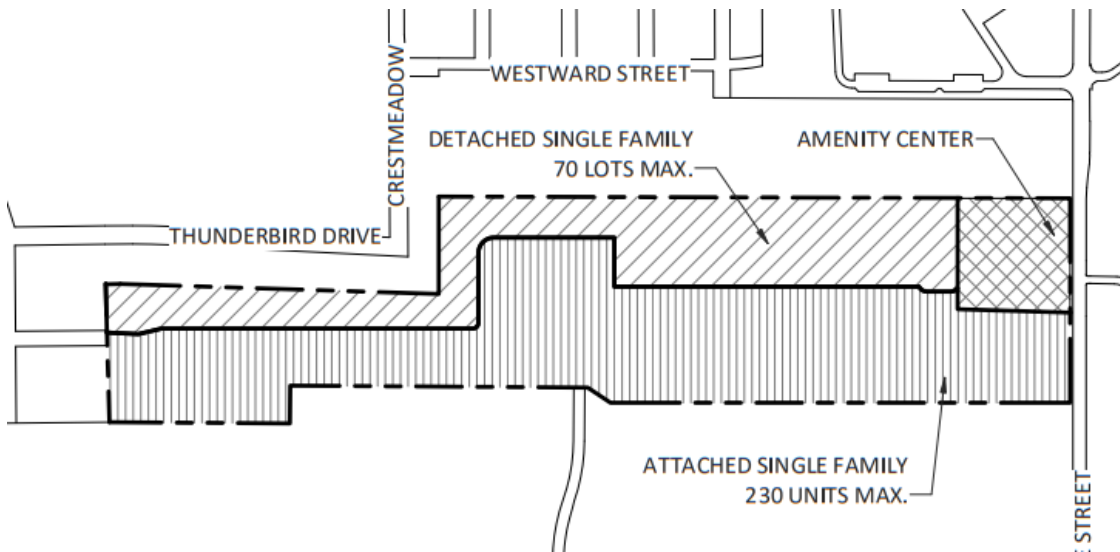 CRESTMEADOW
WESTWARD STREET
DETACHED SINGLE FAMILY
70 LOTS MAX.
AMENITY CENTER
THUNDERBIRD DRIVE
ATTACHED SINGLE FAMILY
230 UNITS MAX.
STREET